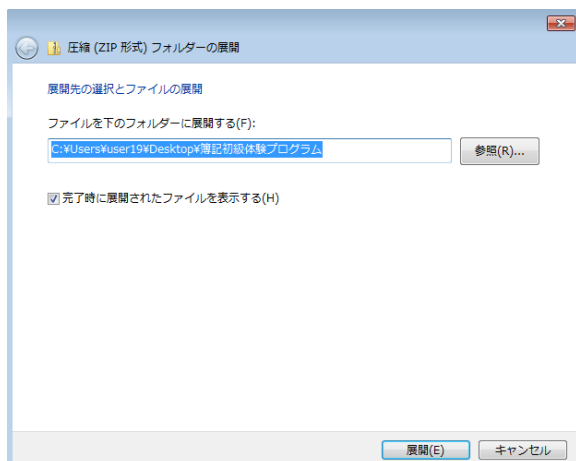 圧縮 (ZIP 形式) フォルダーの展開
展開先の選択とファイルの展開
ファイルを下のフォルダーに展開する(F):
C:¥Users¥user19¥Desktop¥簿記初級体験プログラム
参照(R)...
完了時に展開されたファイルを表示する(H)
展開(E)
キャンセル